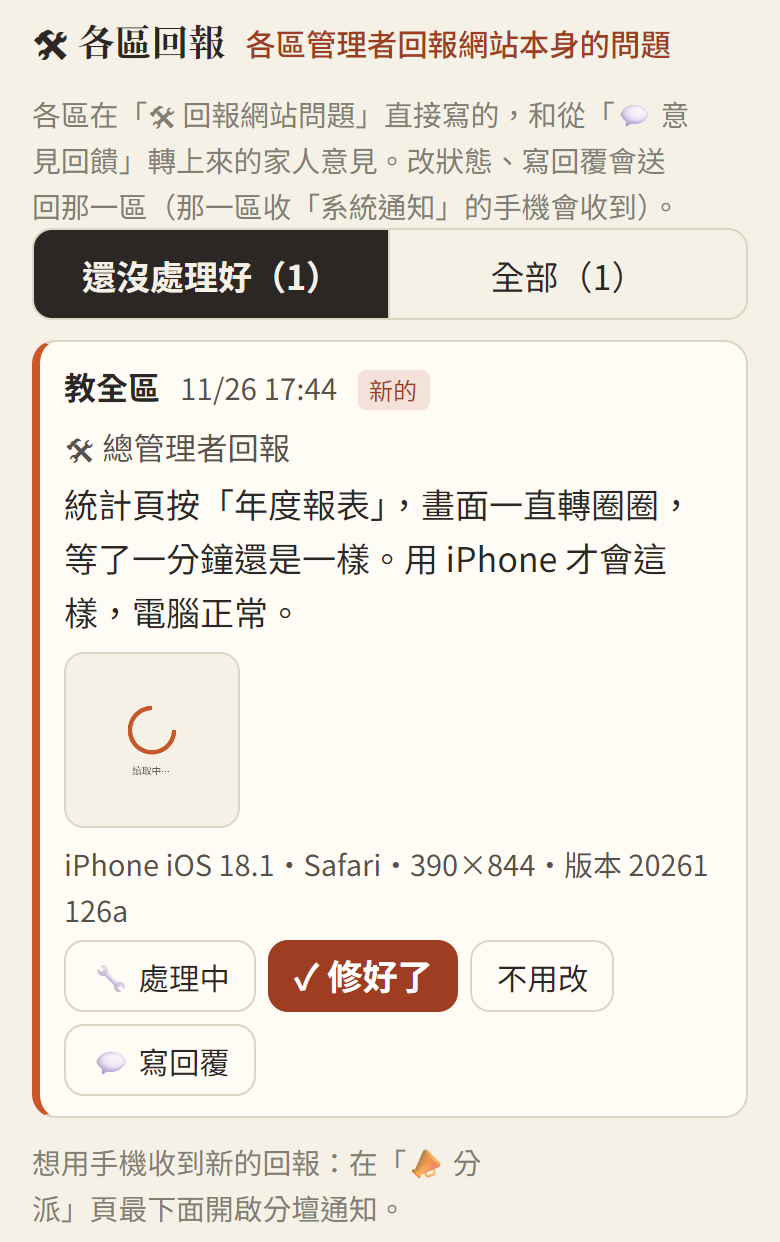 🛠 各區回報 各區管理者回報網站本身的問題
各區在「🛠 回報網站問題」直接寫的，和從「💬 意
見回饋」轉上來的家人意見。改狀態、寫回覆會送
回那一區（那一區收「系統通知」的手機會收到）。
還沒處理好（1） 全部（1）
教全區 11/26 17:44 新的
🛠 總管理者回報
統計頁按「年度報表」，畫面一直轉圈圈，
等了一分鐘還是一樣。用 iPhone 才會這
樣，電腦正常。
讀取中…
iPhone iOS 18.1・Safari・390×844・版本 20261
126a
🔧 處理中 ✓ 修好了 不用改
💬 寫回覆
想用手機收到新的回報：在「📣 分
派」頁最下面開啟分壇通知。